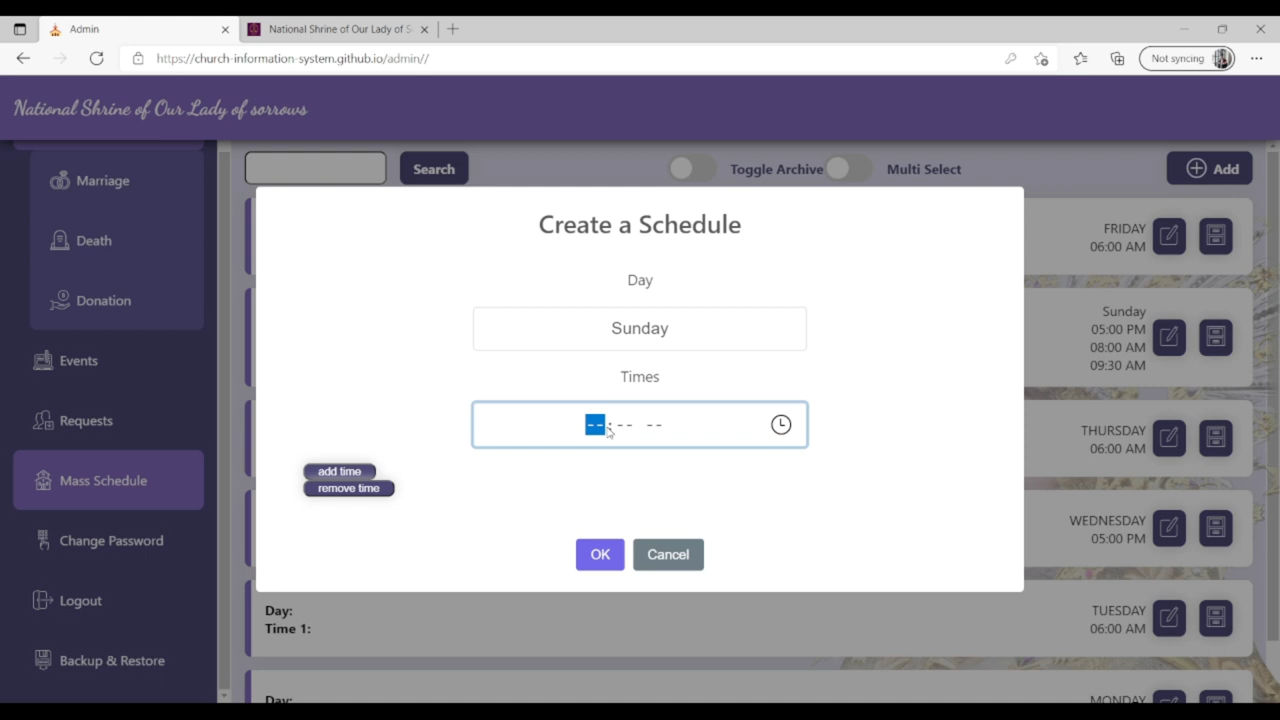 Admin
National Shrine of Our Lady of S
https://church-information-system.github.io/admin//
Not syncing
National Shrine of Our Lady of sorrows
Marriage
Death
Donation
Events
Requests
Mass Schedule
Change Password
Logout
Backup & Restore
Search
Toggle Archive
Multi Select
Add
FRIDAY
06:00 AM
Sunday
05:00 PM
08:00 AM
09:30 AM
THURSDAY
06:00 AM
WEDNESDAY
05:00 PM
Day:
Time 1:
TUESDAY
06:00 AM
Day:
MONDAY
Create a Schedule
Day
Sunday
Times
--:-- --
add time
remove time
OK
Cancel